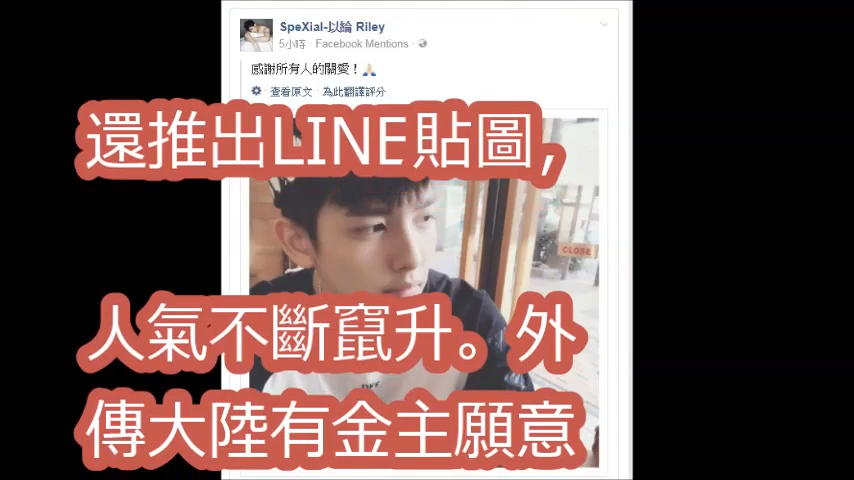 SpeXial-以綸 Riley
5小時 · Facebook Mentions ·
感謝所有人的關愛！🙏
查看原文 · 為此翻譯評分
還推出LINE貼圖,
CLOSE
人氣不斷竄升。外
傳大陸有金主願意
OFF